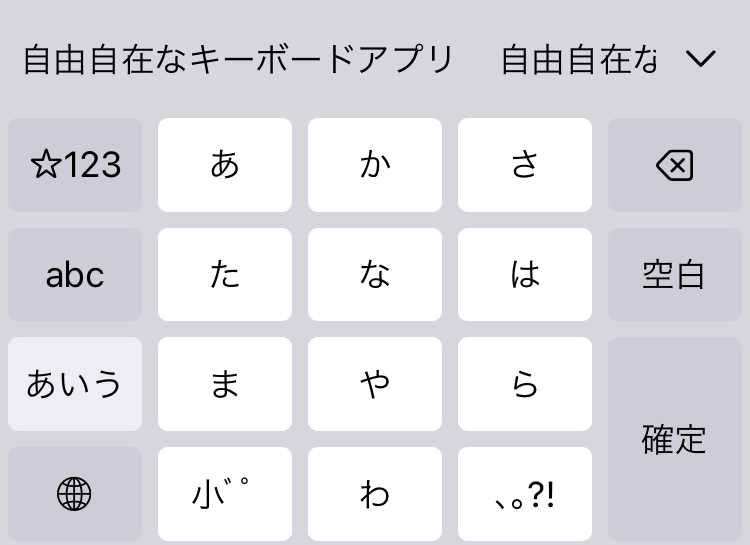 自由自在なキーボードアプリ 自由自在な
☆123 あ か さ
abc た な は 空白
あいう ま や ら
確定
小゛゜ わ 、。?!